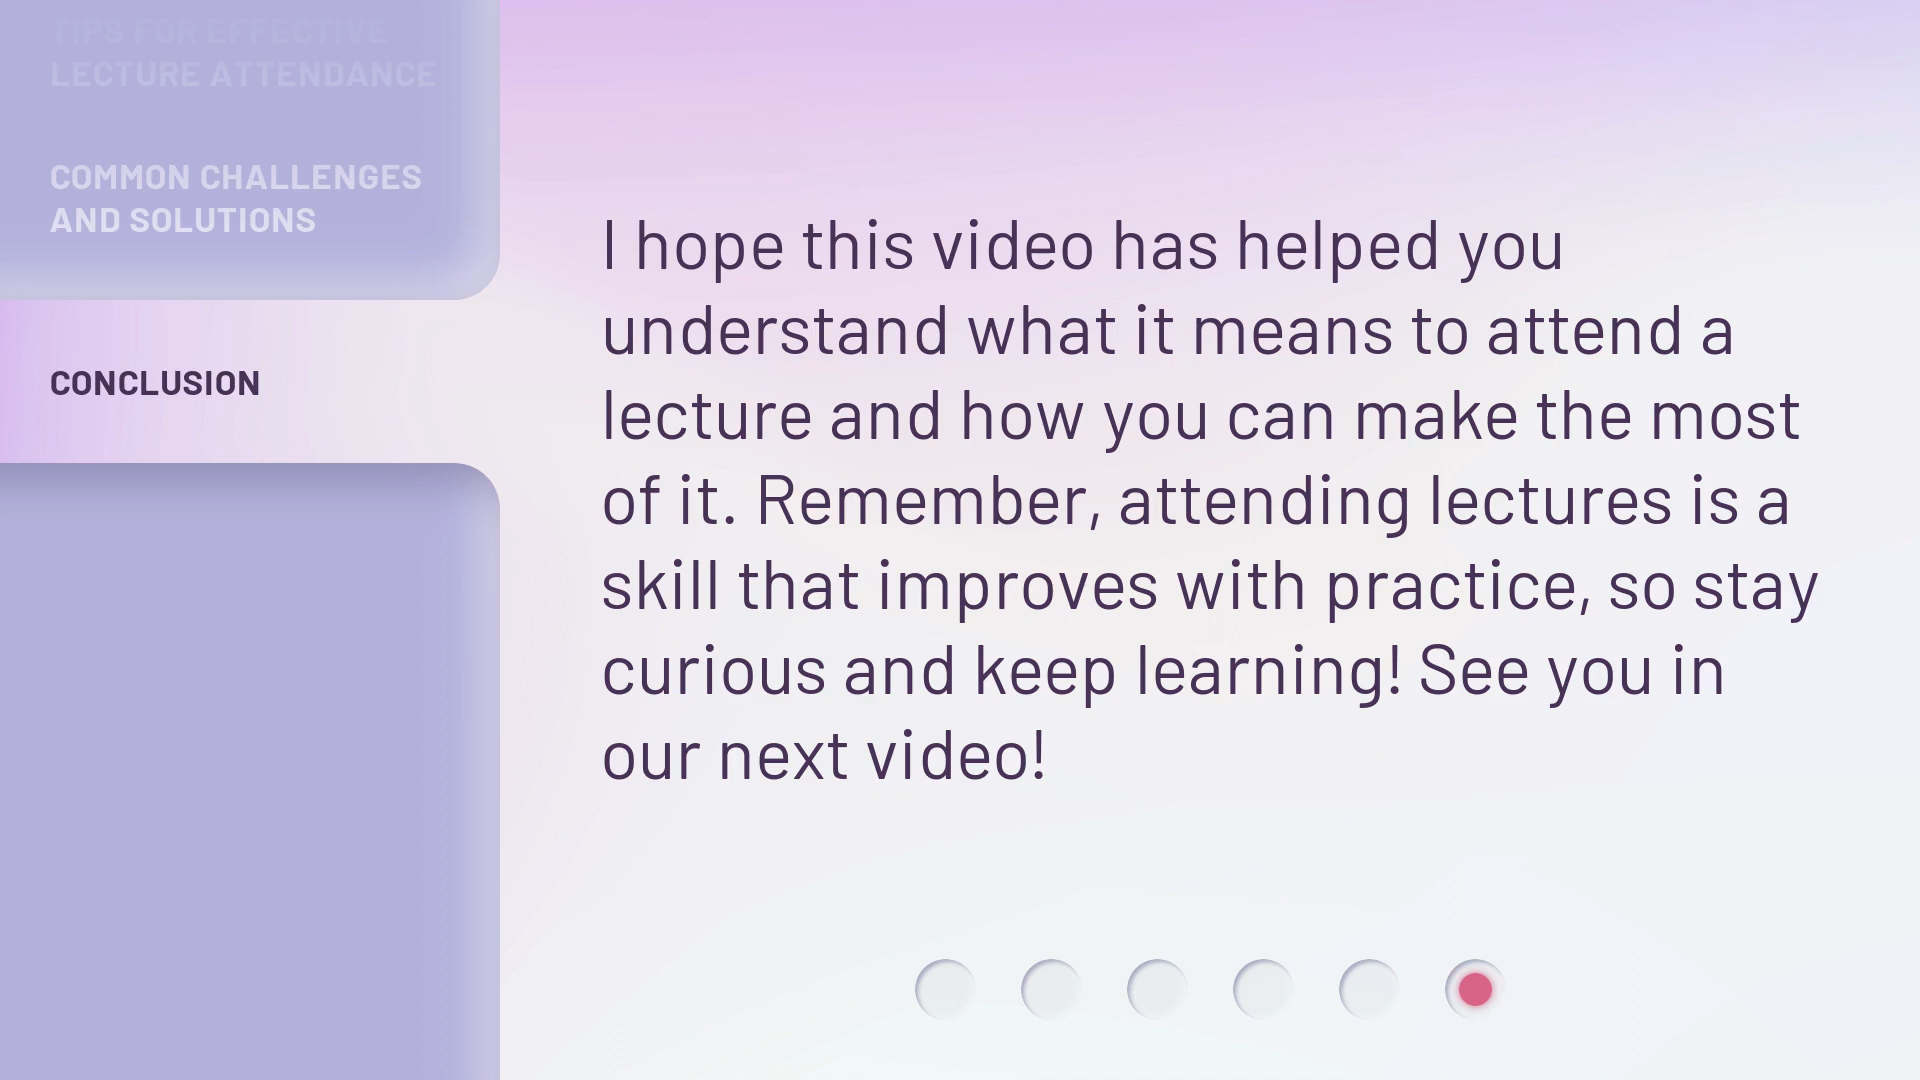 TIPS FOR EFFECTIVE
LECTURE ATTENDANCE
COMMON CHALLENGES
AND SOLUTIONS
CONCLUSION
I hope this video has helped you
understand what it means to attend a
lecture and how you can make the most
of it. Remember, attending lectures is a
skill that improves with practice, so stay
curious and keep learning! See you in
our next video!